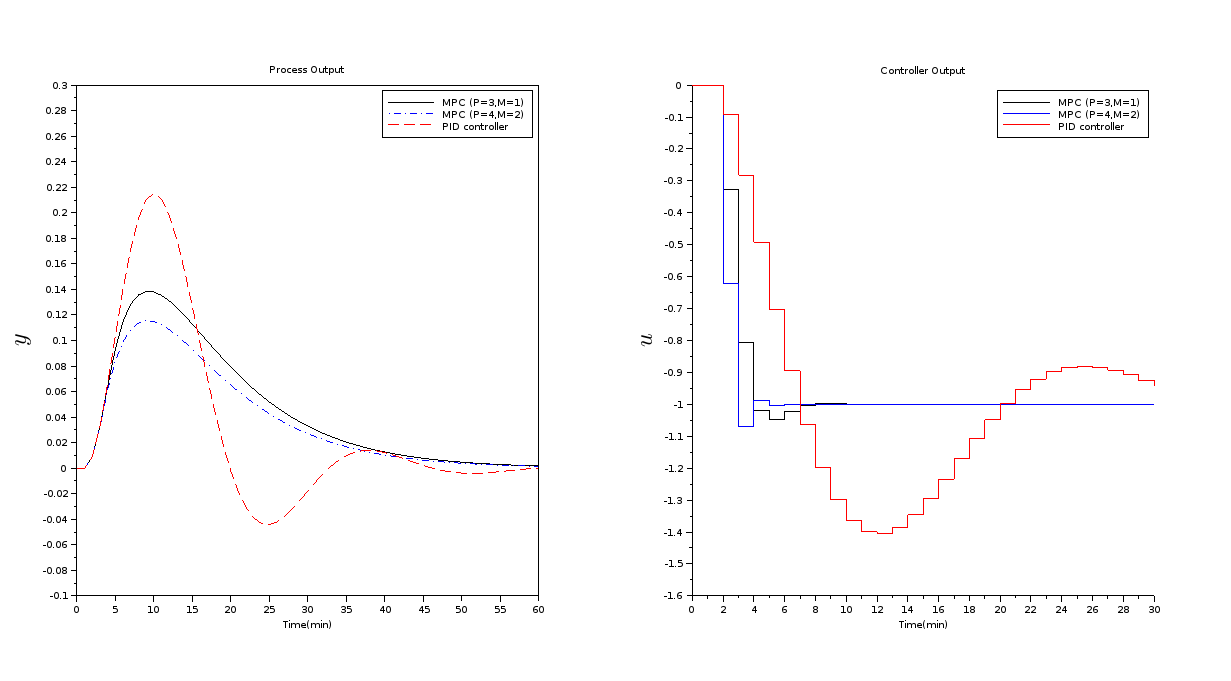 Process Output
0.3
0.28
0.26
0.24
0.22
0.2
0.18
0.16
0.14
0.12
0.1
0.08
0.06
0.04
0.02
0
-0.02
-0.04
-0.06
-0.08
-0.1
MPC (P=3,M=1)
MPC (P=4,M=2)
PID controller
y
0 5 10 15 20 25 30 35 40 45 50 55 60
Time(min)
Controller Output
0
-0.1
-0.2
-0.3
-0.4
-0.5
-0.6
-0.7
-0.8
-0.9
-1
-1.1
-1.2
-1.3
-1.4
-1.5
-1.6
MPC (P=3,M=1)
MPC (P=4,M=2)
PID controller
u
0 2 4 6 8 10 12 14 16 18 20 22 24 26 28 30
Time(min)